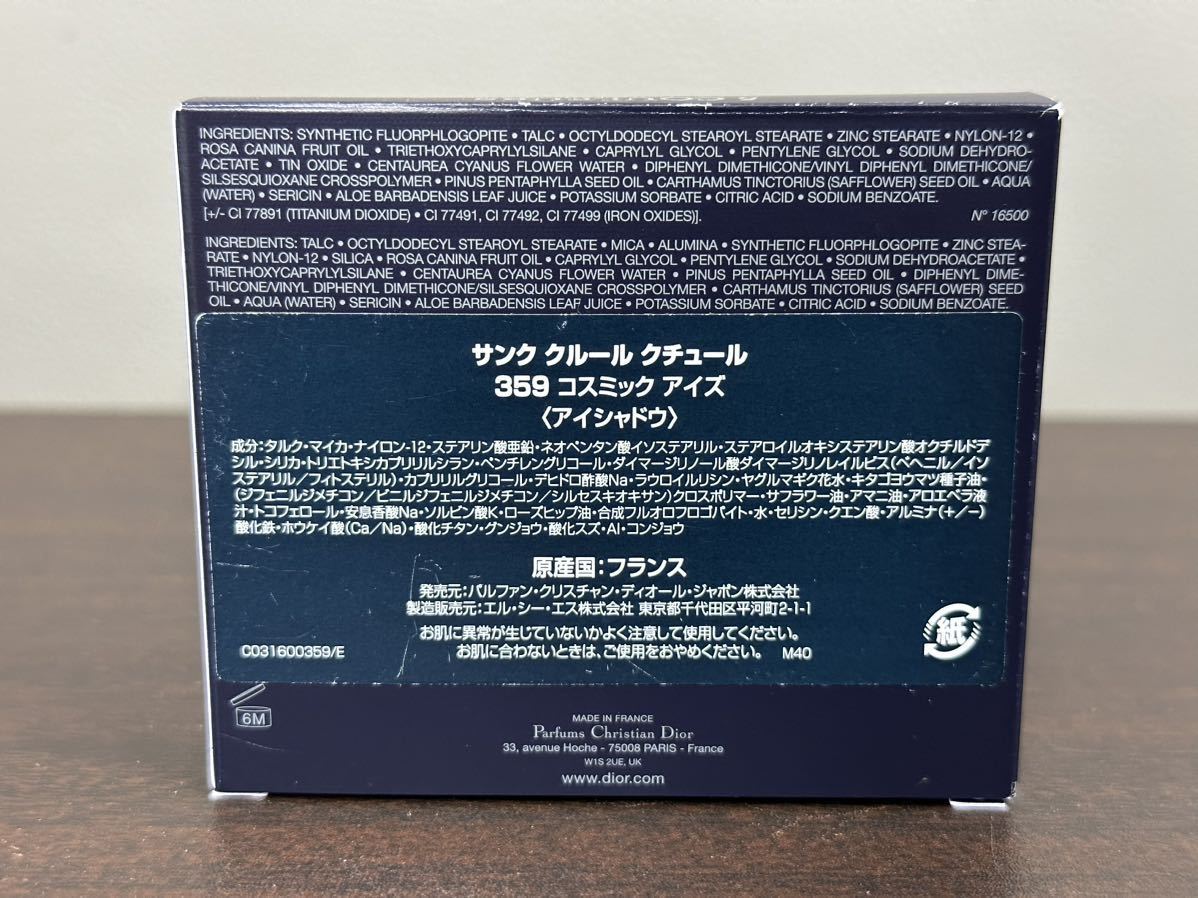 INGREDIENTS: SYNTHETIC FLUORPHLOGOPITE • TALC • OCTYLDODECYL STEAROYL STEARATE • ZINC STEARATE • NYLON-12 •
ROSA CANINA FRUIT OIL • TRIETHOXYCAPRYLYLSILANE • CAPRYLYL GLYCOL • PENTYLENE GLYCOL • SODIUM DEHYDRO-
ACETATE • TIN OXIDE • CENTAUREA CYANUS FLOWER WATER • DIPHENYL DIMETHICONE/VINYL DIPHENYL DIMETHICONE/
SILSESQUIOXANE CROSSPOLYMER • PINUS PENTAPHYLLA SEED OIL • CARTHAMUS TINCTORIUS (SAFFLOWER) SEED OIL • AQUA
(WATER) • SERICIN • ALOE BARBADENSIS LEAF JUICE • POTASSIUM SORBATE • CITRIC ACID • SODIUM BENZOATE.
[+/- CI 77891 (TITANIUM DIOXIDE) • CI 77491, CI 77492, CI 77499 (IRON OXIDES)]. N° 16500
INGREDIENTS: TALC • OCTYLDODECYL STEAROYL STEARATE • MICA • ALUMINA • SYNTHETIC FLUORPHLOGOPITE • ZINC STEA-
RATE • NYLON-12 • SILICA • ROSA CANINA FRUIT OIL • CAPRYLYL GLYCOL • PENTYLENE GLYCOL • SODIUM DEHYDROACETATE •
TRIETHOXYCAPRYLYLSILANE • CENTAUREA CYANUS FLOWER WATER • PINUS PENTAPHYLLA SEED OIL • DIPHENYL DIME-
THICONE/VINYL DIPHENYL DIMETHICONE/SILSESQUIOXANE CROSSPOLYMER • CARTHAMUS TINCTORIUS (SAFFLOWER) SEED
OIL • AQUA (WATER) • SERICIN • ALOE BARBADENSIS LEAF JUICE • POTASSIUM SORBATE • CITRIC ACID • SODIUM BENZOATE.
サンク クルール クチュール
359 コスミック アイズ
〈アイシャドウ〉
成分：タルク・マイカ・ナイロン-12・ステアリン酸亜鉛・ネオペンタン酸イソステアリル・ステアロイルオキシステアリン酸オクチルドデ
シル・シリカ・トリエトキシカプリリルシラン・ペンチレングリコール・ダイマージリノール酸ダイマージリノレイルビス（ベヘニル／イソ
ステアリル／フィトステリル）・カプリリルグリコール・デヒドロ酢酸Na・ラウロイルリシン・ヤグルマギク花水・キタゴヨウマツ種子油・
（ジフェニルジメチコン／ビニルジフェニルジメチコン／シルセスキオキサン）クロスポリマー・サフラワー油・アマニ油・アロエベラ液
汁・トコフェロール・安息香酸Na・ソルビン酸K・ローズヒップ油・合成フルオロフロゴパイト・水・セリシン・クエン酸・アルミナ（＋／－）
酸化鉄・ホウケイ酸（Ca／Na）・酸化チタン・グンジョウ・酸化スズ・Al・コンジョウ
原産国：フランス
発売元：パルファン・クリスチャン・ディオール・ジャポン株式会社
製造販売元：エル・シー・エス株式会社 東京都千代田区平河町2-1-1
お肌に異常が生じていないかよく注意して使用してください。
C031600359/E お肌に合わないときは、ご使用をおやめください。 M40
紙
6M
MADE IN FRANCE
Parfums Christian Dior
33, avenue Hoche - 75008 PARIS - France
W1S 2UE, UK
www.dior.com